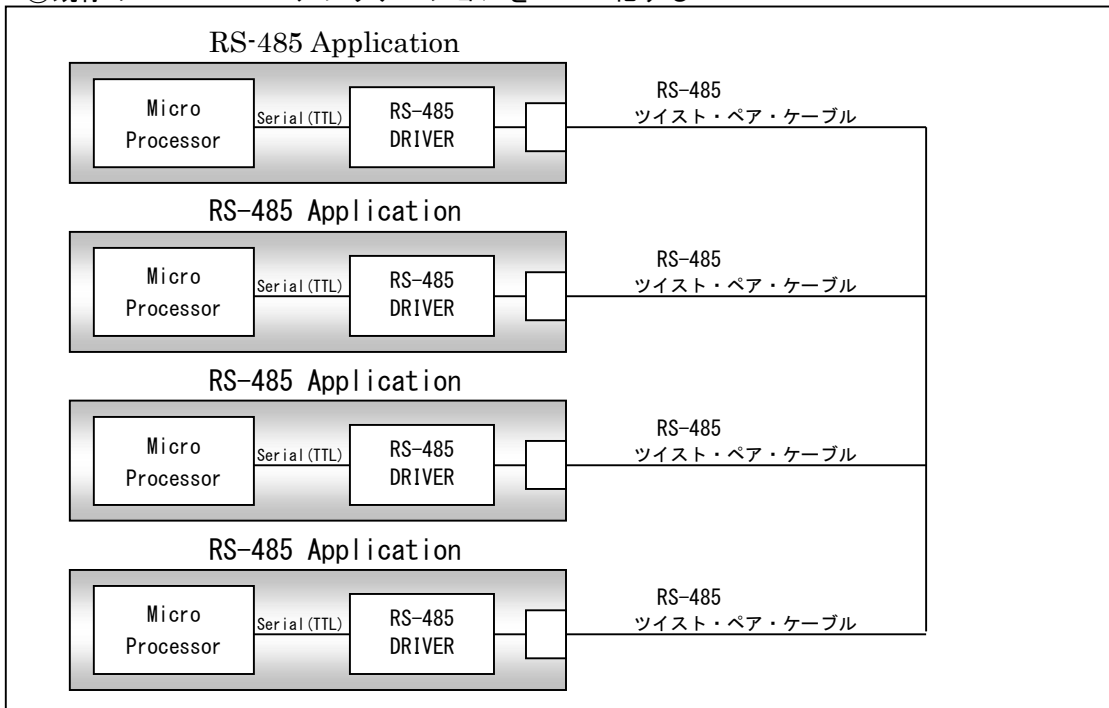 RS-485 Application
Micro
Processor
Serial(TTL)
RS-485
DRIVER
RS-485
ツイスト・ペア・ケーブル
RS-485 Application
Micro
Processor
Serial(TTL)
RS-485
DRIVER
RS-485
ツイスト・ペア・ケーブル
RS-485 Application
Micro
Processor
Serial(TTL)
RS-485
DRIVER
RS-485
ツイスト・ペア・ケーブル
RS-485 Application
Micro
Processor
Serial(TTL)
RS-485
DRIVER
RS-485
ツイスト・ペア・ケーブル